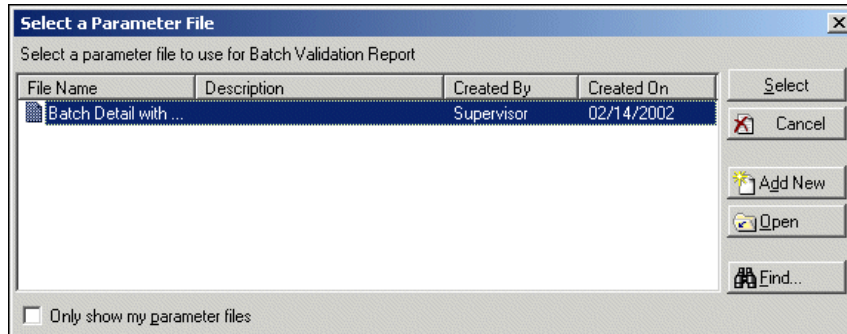 Select a Parameter File
Select a parameter file to use for Batch Validation Report
File Name Description Created By Created On
Batch Detail with ... Supervisor 02/14/2002
Select
Cancel
Add New
Open
Find...
Only show my parameter files